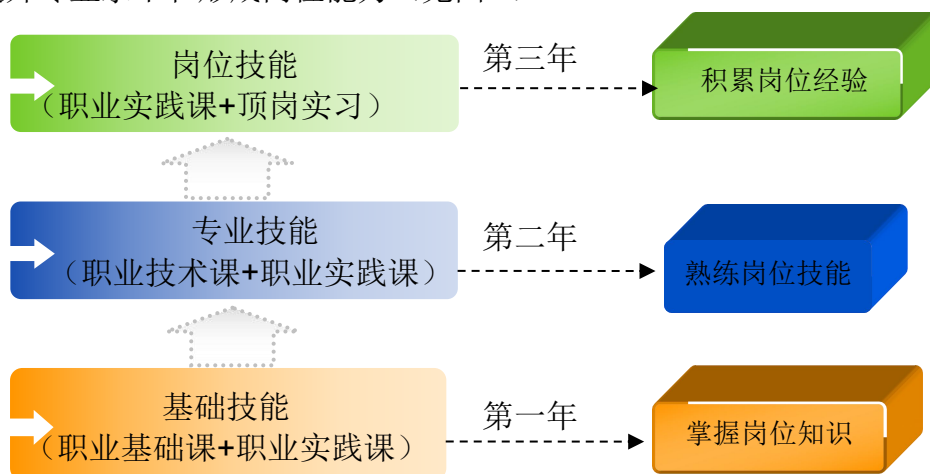 岗位技能
第三年
积累岗位经验
（职业实践课+顶岗实习）
专业技能
第二年
熟练岗位技能
（职业技术课+职业实践课）
基础技能
第一年
掌握岗位知识
（职业基础课+职业实践课）